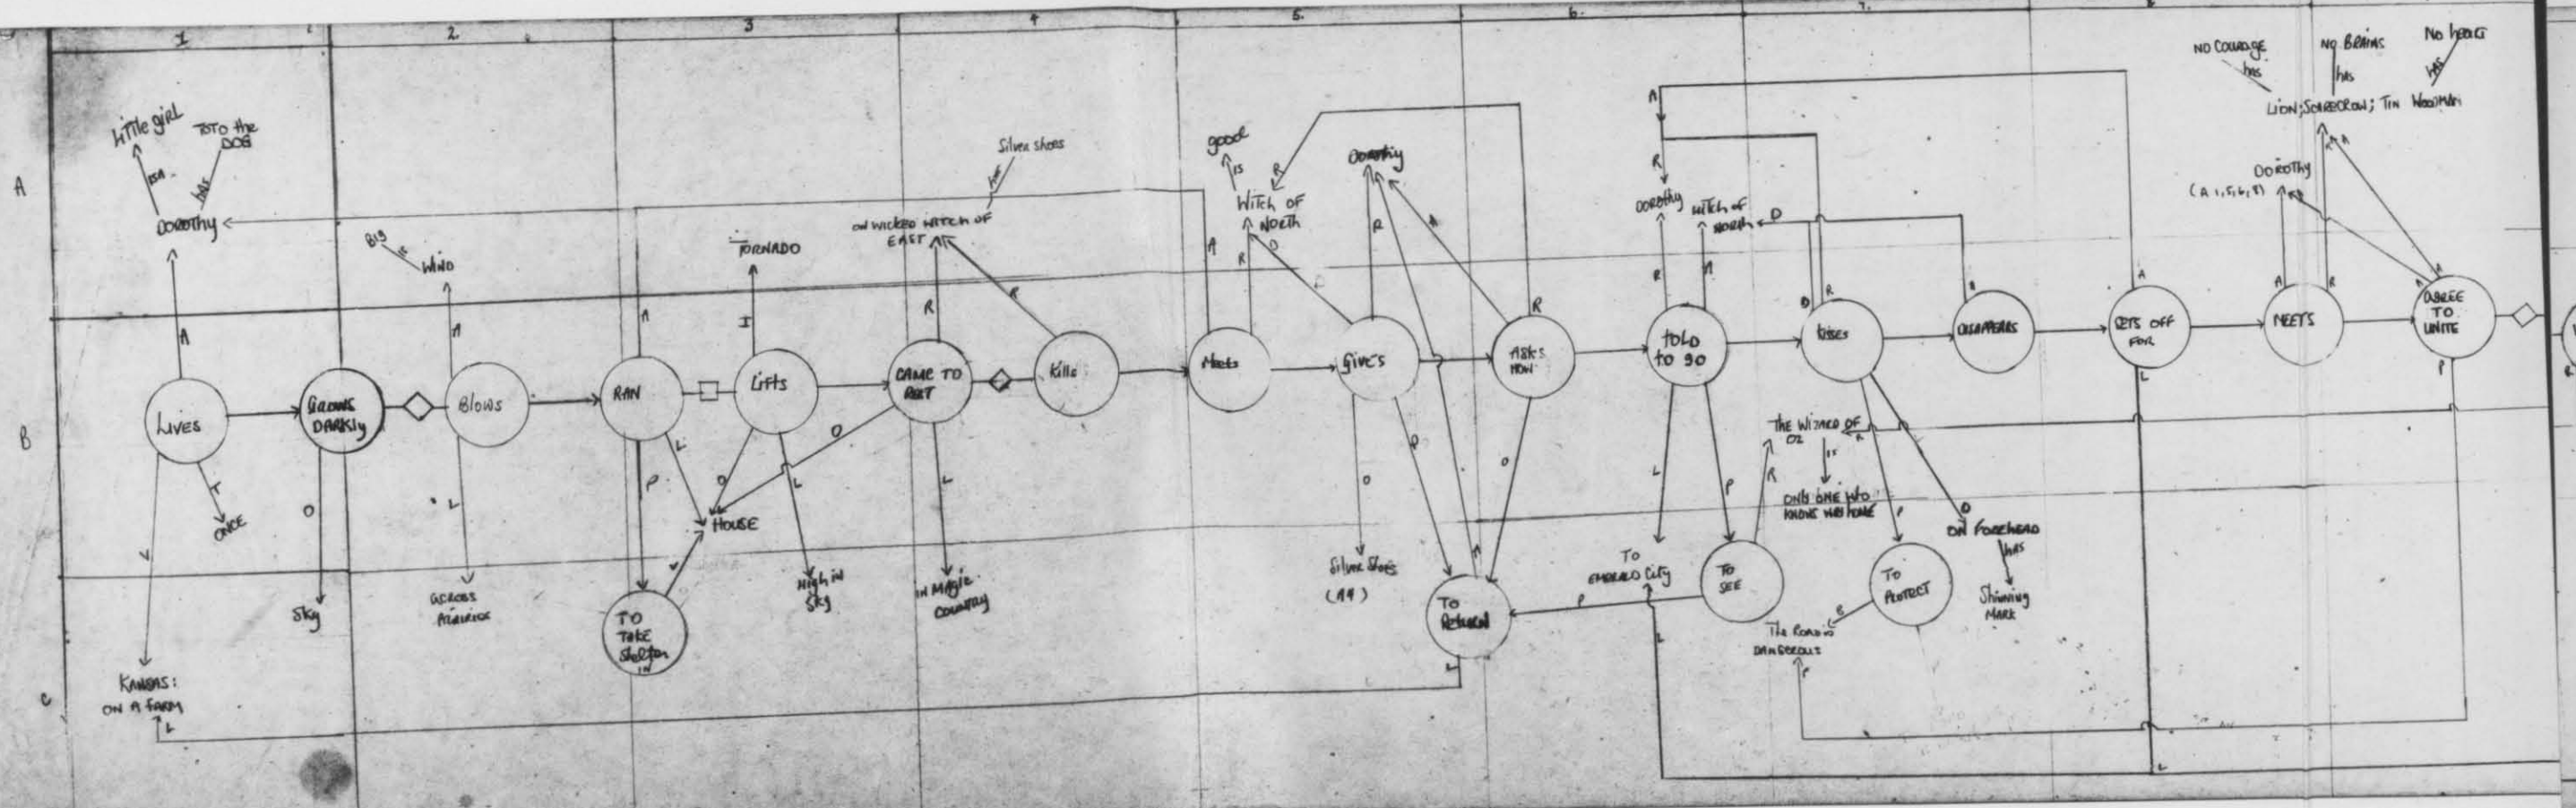 1
2.
3
4
5.
6.
7.
A
B
C
Little girl
ISA
Toto the
DOG
has
DOROTHY
A
LIVES
T
ONCE
L
KANSAS:
ON A FARM
L
GROWS
DARKLY
O
Sky
Big
is
WIND
A
Blows
L
across
prairies
A
RAN
P
L
TO
TAKE
Shelter
IN
HOUSE
TORNADO
I
Lifts
O
L
High in
Sky
Silver shoes
has
on wicked witch of
EAST
R
CAME TO
REST
O
L
in Magic
Country
R
Kills
good
is
Witch of
North
A
R
Meets
Dorothy
R
D
Gives
O
P
Silver Shoes
(A4)
R
A
R
ASKS
HOW
O
TO
RETURN
A
L
A
R
DOROTHY
Witch of
North
R
A
TOLD
to go
L
P
TO
EMERALD City
TO
SEE
P
R
THE WIZARD OF
OZ
is
ONLY ONE WHO
KNOWS WAY HOME
D
R
Kisses
P
O
ON FOREHEAD
has
Shinning
MARK
TO
PROTECT
The Road is
DANGEROUS
P
D
DISAPPEARS
A
SETS OFF
FOR
L
L
L
NO COURAGE
has
NO BRAINS
has
No heart
has
LION; SCARECROW; TIN WOODMAN
DOROTHY
(A 1,5,6,8)
A
R
MEETS
A
A
AGREE
TO
UNITE
P
R